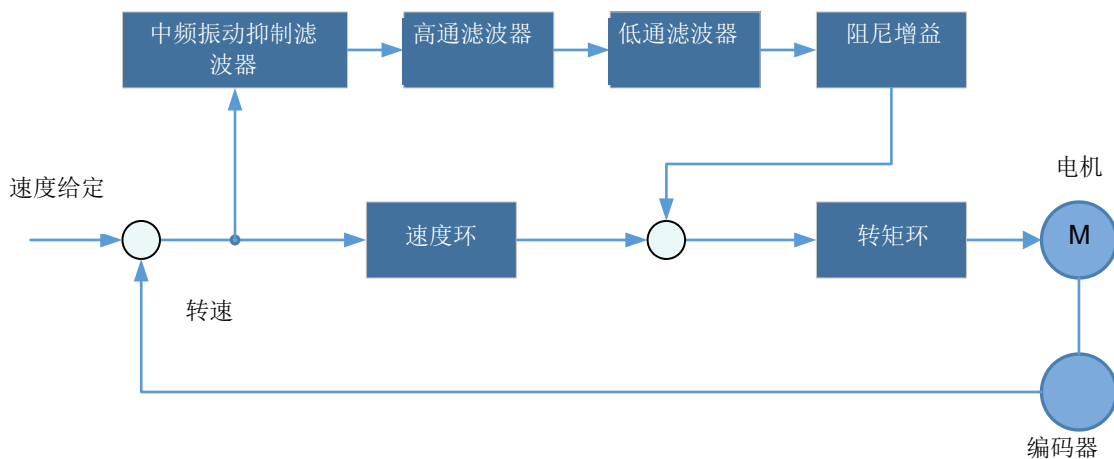 中频振动抑制滤
波器
高通滤波器
低通滤波器
阻尼增益
速度给定
速度环
转矩环
电机
M
转速
编码器